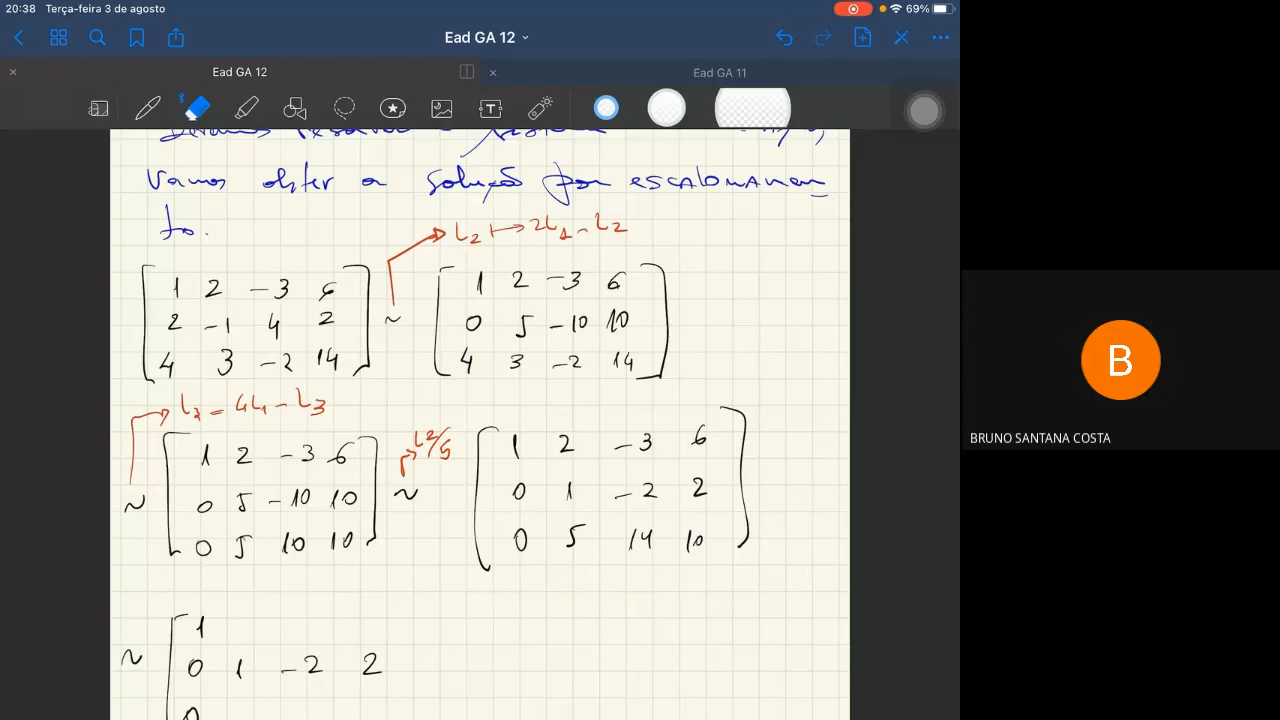 20:38 Terça-feira 3 de agosto
69%
Ead GA 12
Ead GA 12
Ead GA 11
Vamos obter a solução por escalonamen
to.
L2 ↦ 2L1 - L2
1 2 -3 6
2 -1 4 2
4 3 -2 14
~
1 2 -3 6
0 5 -10 10
4 3 -2 14
= 4L1 - L3
~
1 2 -3 6
0 5 -10 10
0 5 10 10
L2/5
~
1 2 -3 6
0 1 -2 2
0 5 14 10
~
1
0 1 -2 2
0
B
BRUNO SANTANA COSTA